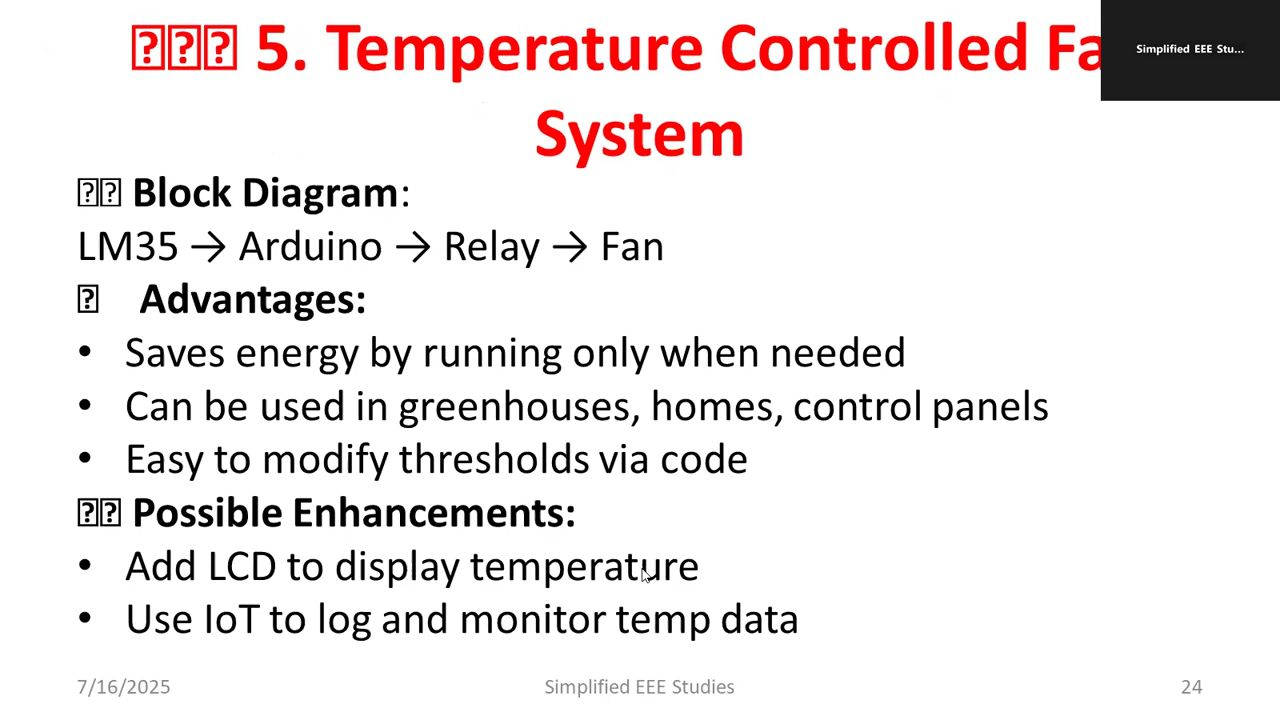 5. Temperature Controlled Fa
Simplified EEE Stu...
System
Block Diagram:
LM35 → Arduino → Relay → Fan
Advantages:
• Saves energy by running only when needed
• Can be used in greenhouses, homes, control panels
• Easy to modify thresholds via code
Possible Enhancements:
• Add LCD to display temperature
• Use IoT to log and monitor temp data
7/16/2025 Simplified EEE Studies 24